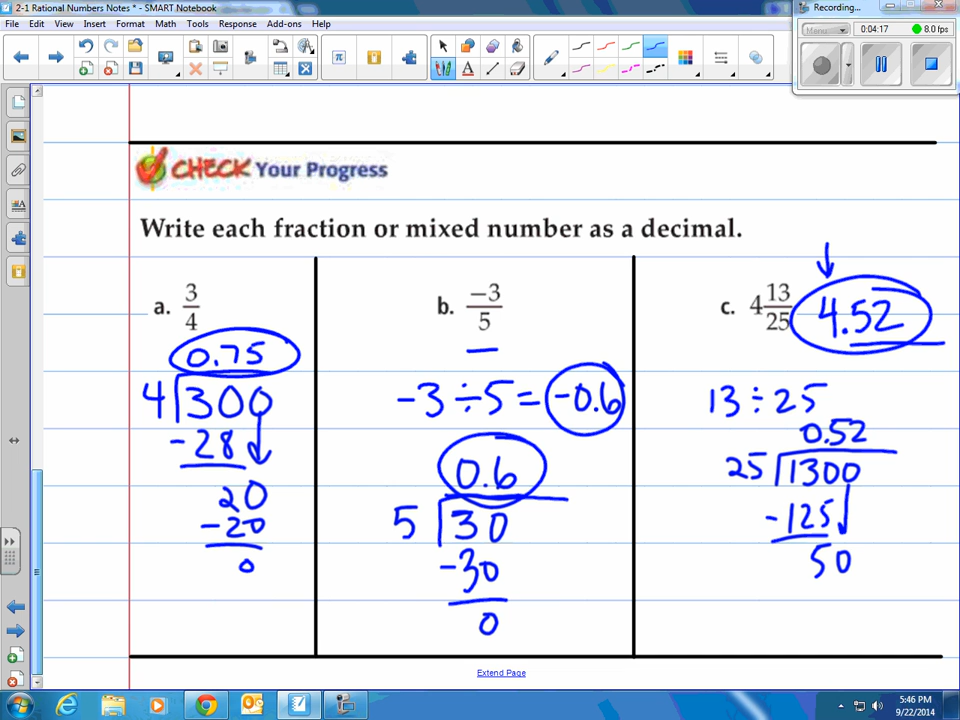 2-1 Rational Numbers Notes * - SMART Notebook
Recording...
File Edit View Insert Format Math Tools Response Add-ons Help
Menu
00:04:17
8.0 fps
CHECK Your Progress
Write each fraction or mixed number as a decimal.
a. 3/4
b. -3/5
c. 4 13/25
4.52
0.75
4 300
-28
20
-20
0
-3 ÷ 5 = -0.6
0.6
5 30
-30
0
13 ÷ 25
0.52
25 1300
-125
50
Extend Page
5:46 PM
9/22/2014